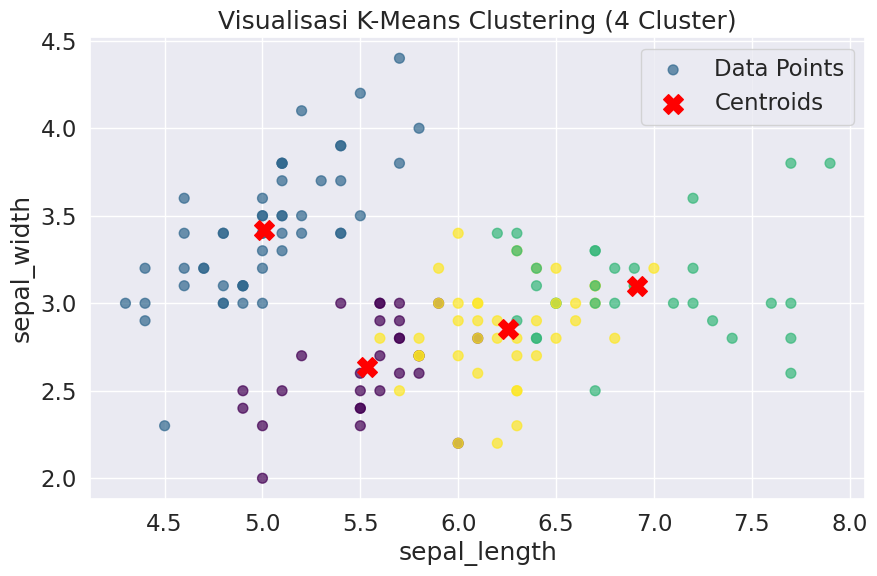 Visualisasi K-Means Clustering (4 Cluster)
Data Points
Centroids
4.5
4.0
3.5
3.0
2.5
2.0
sepal_width
4.5 5.0 5.5 6.0 6.5 7.0 7.5 8.0
sepal_length